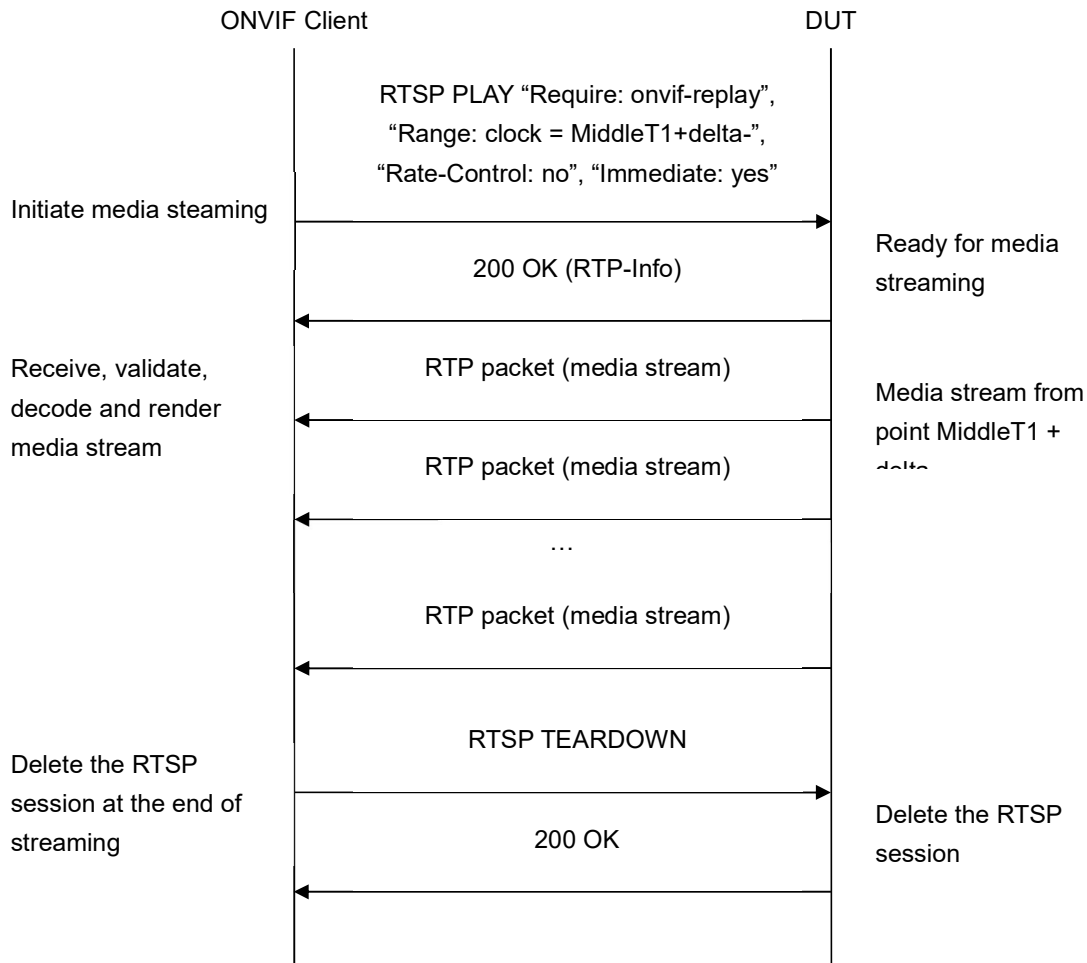 ONVIF Client
DUT
RTSP PLAY “Require: onvif-replay”,
“Range: clock = MiddleT1+delta-”,
“Rate-Control: no”, “Immediate: yes”
Initiate media steaming
Ready for media
streaming
200 OK (RTP-Info)
Receive, validate,
decode and render
media stream
RTP packet (media stream)
Media stream from
point MiddleT1 +
delta
RTP packet (media stream)
…
RTP packet (media stream)
RTSP TEARDOWN
Delete the RTSP
session at the end of
streaming
Delete the RTSP
session
200 OK